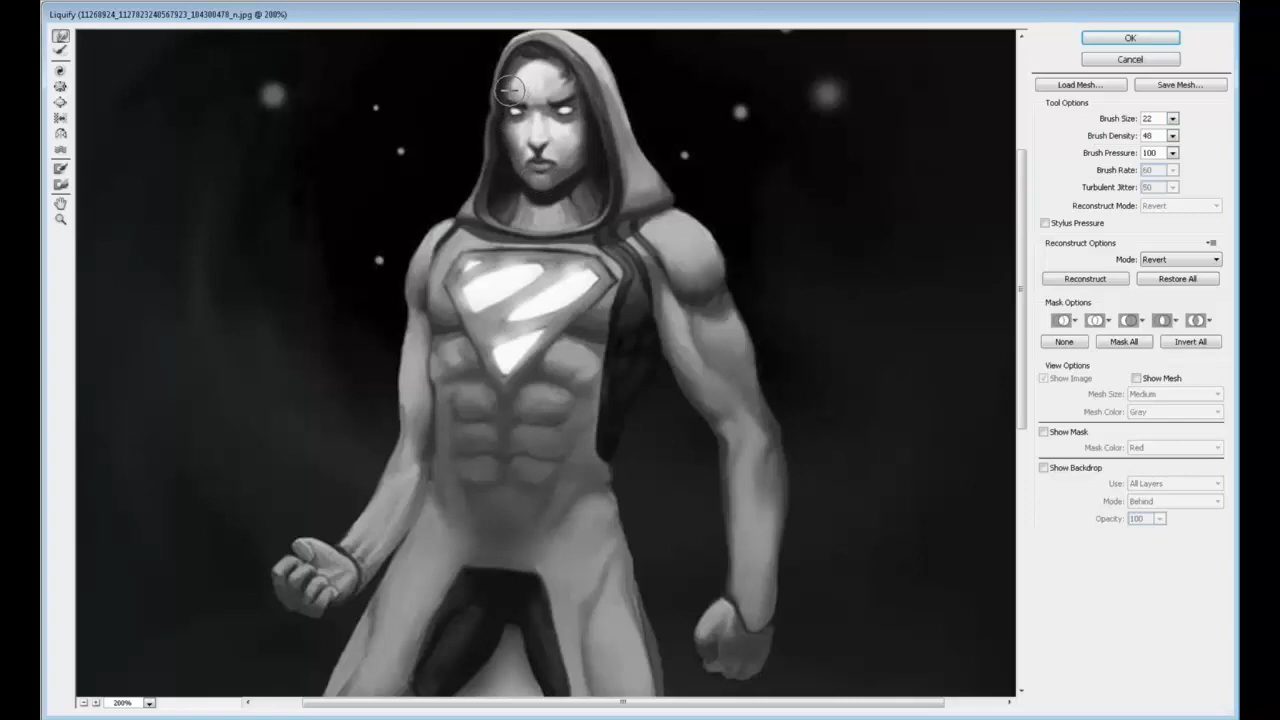 Liquify (11268924_1127823240567923_104300478_n.jpg @ 200%)
OK
Cancel
Load Mesh...
Save Mesh...
Tool Options
Brush Size: 22
Brush Density: 48
Brush Pressure: 100
Brush Rate: 60
Turbulent Jitter: 50
Reconstruct Mode: Revert
Stylus Pressure
Reconstruct Options
Mode: Revert
Reconstruct
Restore All
Mask Options
None
Mask All
Invert All
View Options
Show Image
Show Mesh
Mesh Size: Medium
Mesh Color: Gray
Show Mask
Mask Color: Red
Show Backdrop
Use: All Layers
Mode: Behind
Opacity: 100
200%